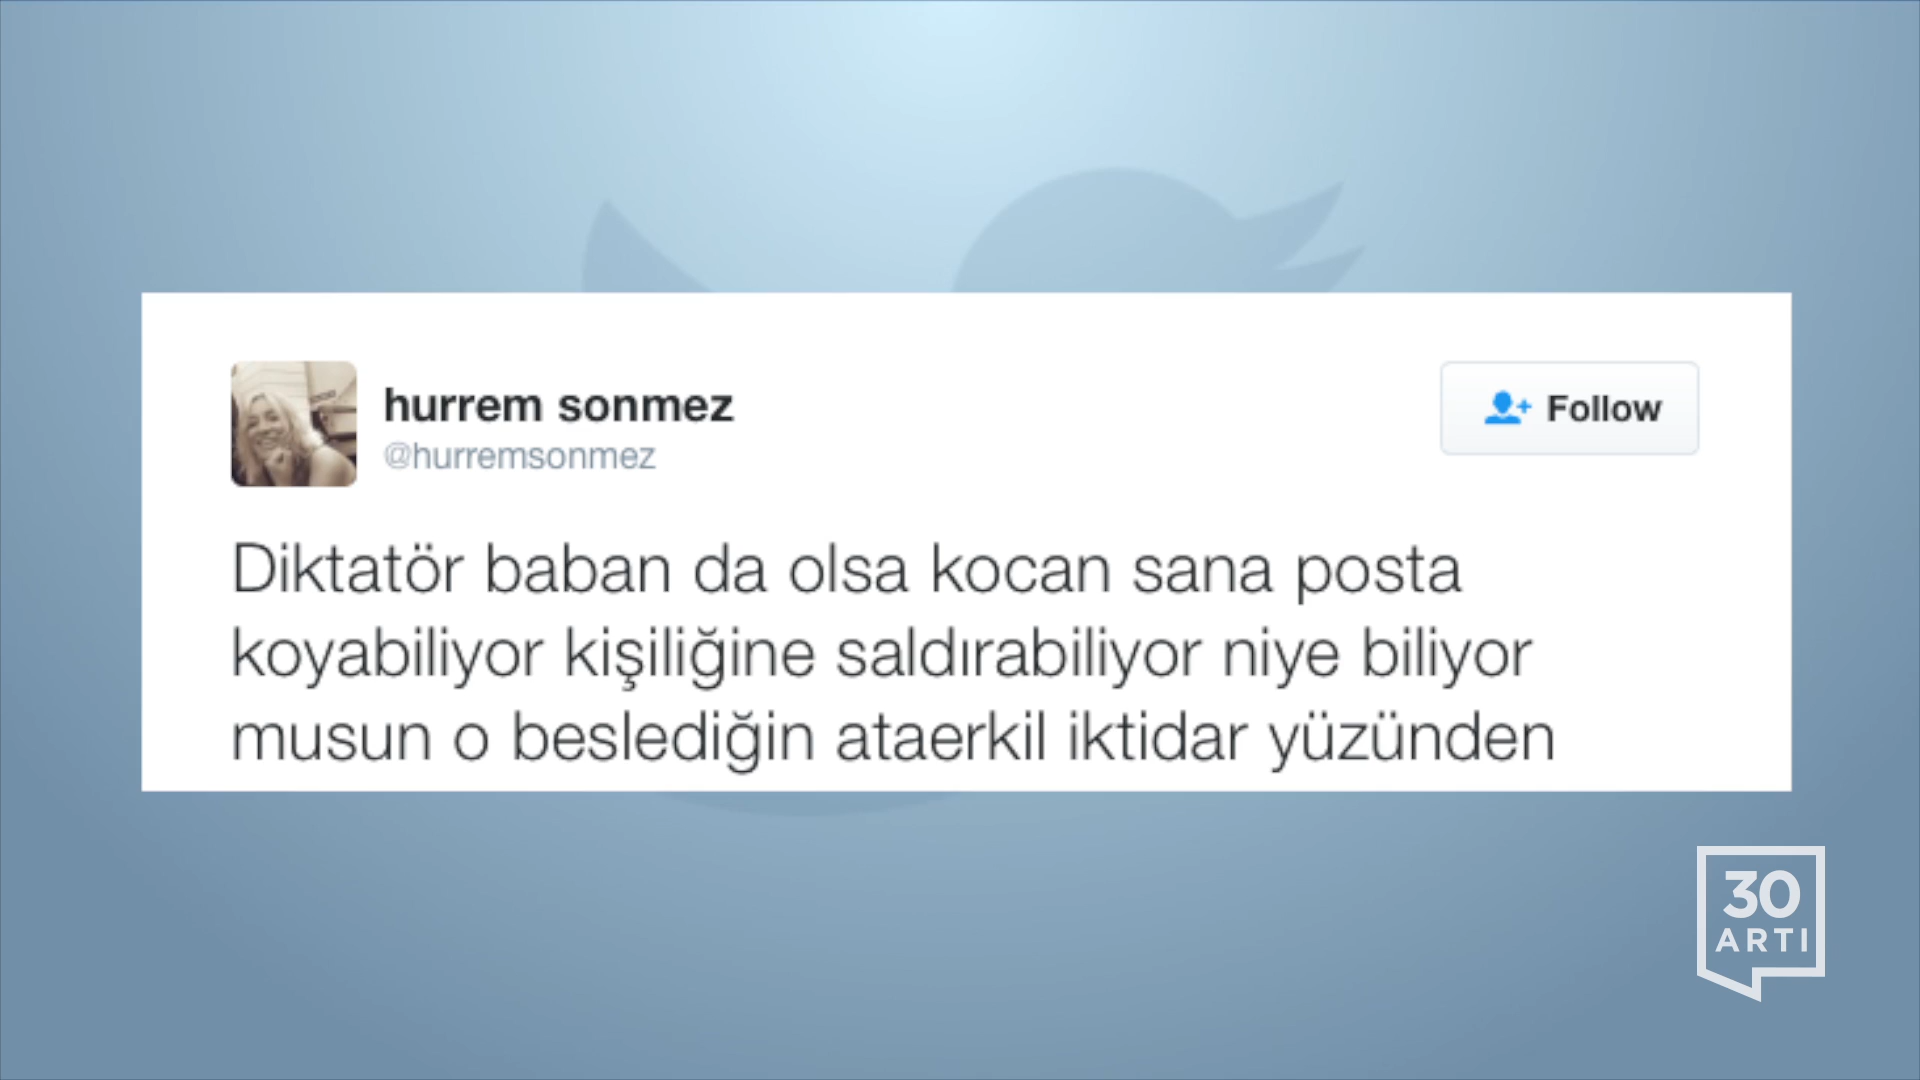 hurrem sonmez
@hurremsonmez
Follow
Diktatör baban da olsa kocan sana posta
koyabiliyor kişiliğine saldırabiliyor niye biliyor
musun o beslediğin ataerkil iktidar yüzünden
30
ARTI